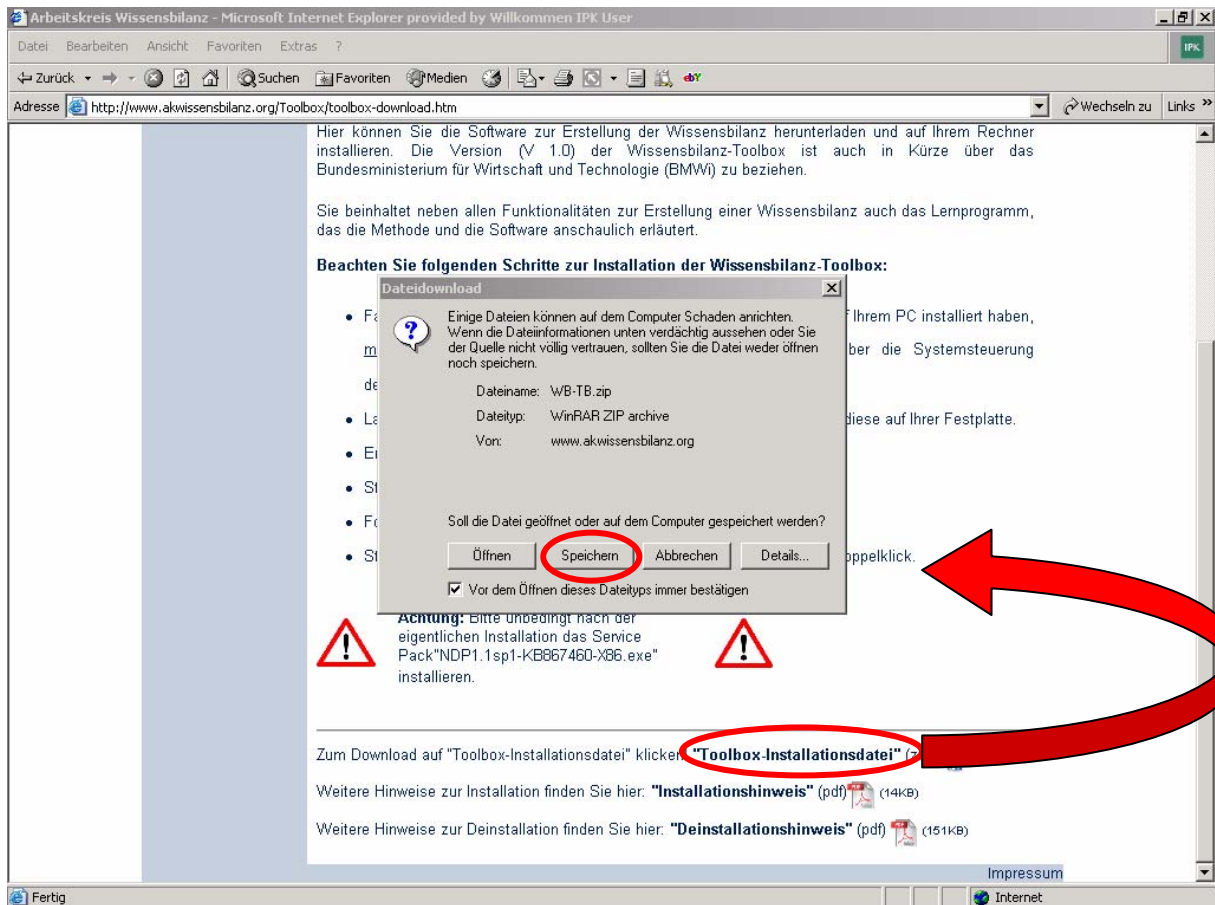 Arbeitskreis Wissensbilanz - Microsoft Internet Explorer provided by Willkommen IPK User
Datei Bearbeiten Ansicht Favoriten Extras ?
IPK
Zurück Suchen Favoriten Medien
Adresse http://www.akwissensbilanz.org/Toolbox/toolbox-download.htm Wechseln zu Links »
Hier können Sie die Software zur Erstellung der Wissensbilanz herunterladen und auf Ihrem Rechner
installieren. Die Version (V 1.0) der Wissensbilanz-Toolbox ist auch in Kürze über das
Bundesministerium für Wirtschaft und Technologie (BMWi) zu beziehen.
Sie beinhaltet neben allen Funktionalitäten zur Erstellung einer Wissensbilanz auch das Lernprogramm,
das die Methode und die Software anschaulich erläutert.
Beachten Sie folgenden Schritte zur Installation der Wissensbilanz-Toolbox:
Dateidownload
Einige Dateien können auf dem Computer Schaden anrichten.
Wenn die Dateiinformationen unten verdächtig aussehen oder Sie
der Quelle nicht völlig vertrauen, sollten Sie die Datei weder öffnen
noch speichern.
Dateiname: WB-TB.zip
Dateityp: WinRAR ZIP archive
Von: www.akwissensbilanz.org
Soll die Datei geöffnet oder auf dem Computer gespeichert werden?
Öffnen Speichern Abbrechen Details...
Vor dem Öffnen dieses Dateityps immer bestätigen
Ihrem PC installiert haben,
die Systemsteuerung
diese auf Ihrer Festplatte.
Achtung: Bitte unbedingt nach der
eigentlichen Installation das Service
Pack"NDP1.1sp1-KB867460-X86.exe"
installieren.
Zum Download auf "Toolbox-Installationsdatei" klicken "Toolbox-Installationsdatei"
Weitere Hinweise zur Installation finden Sie hier: "Installationshinweis" (pdf) (14KB)
Weitere Hinweise zur Deinstallation finden Sie hier: "Deinstallationshinweis" (pdf) (151KB)
Impressum
Fertig Internet